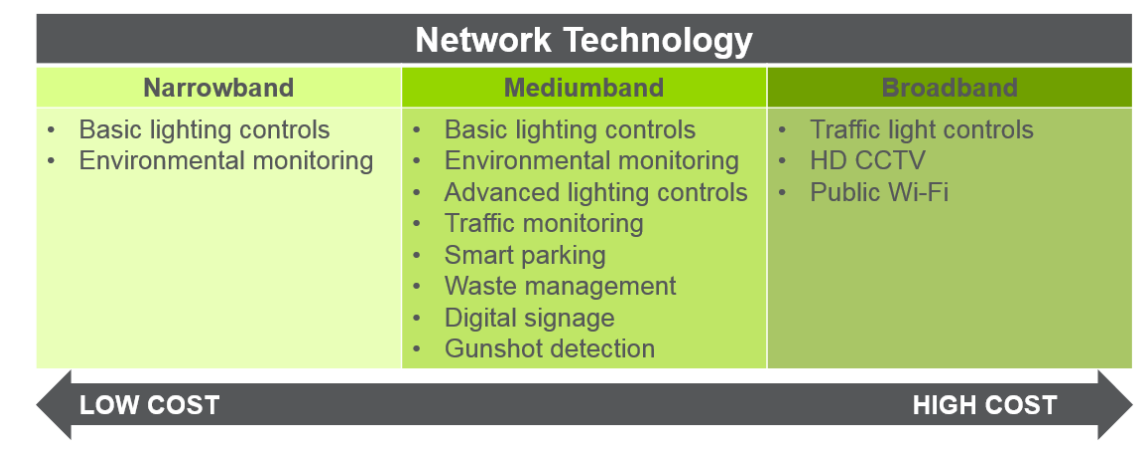 Network Technology
Narrowband
Mediumband
Broadband
• Basic lighting controls
• Environmental monitoring
• Basic lighting controls
• Environmental monitoring
• Advanced lighting controls
• Traffic monitoring
• Smart parking
• Waste management
• Digital signage
• Gunshot detection
• Traffic light controls
• HD CCTV
• Public Wi-Fi
LOW COST
HIGH COST